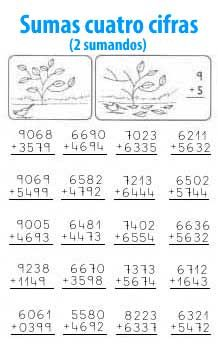 Sumas cuatro cifras
(2 sumandos)
9
+5
9068 6690 7023 6211
+3579 +4694 +6335 +5632
9069 6582 7213 6502
+5499 +4792 +6444 +5744
9005 6481 7402 6636
+4693 +4473 +6554 +5632
9238 6670 7373 6712
+1149 +3598 +5674 +1643
6061 5580 8223 6321
+0399 +4692 +6337 +5472